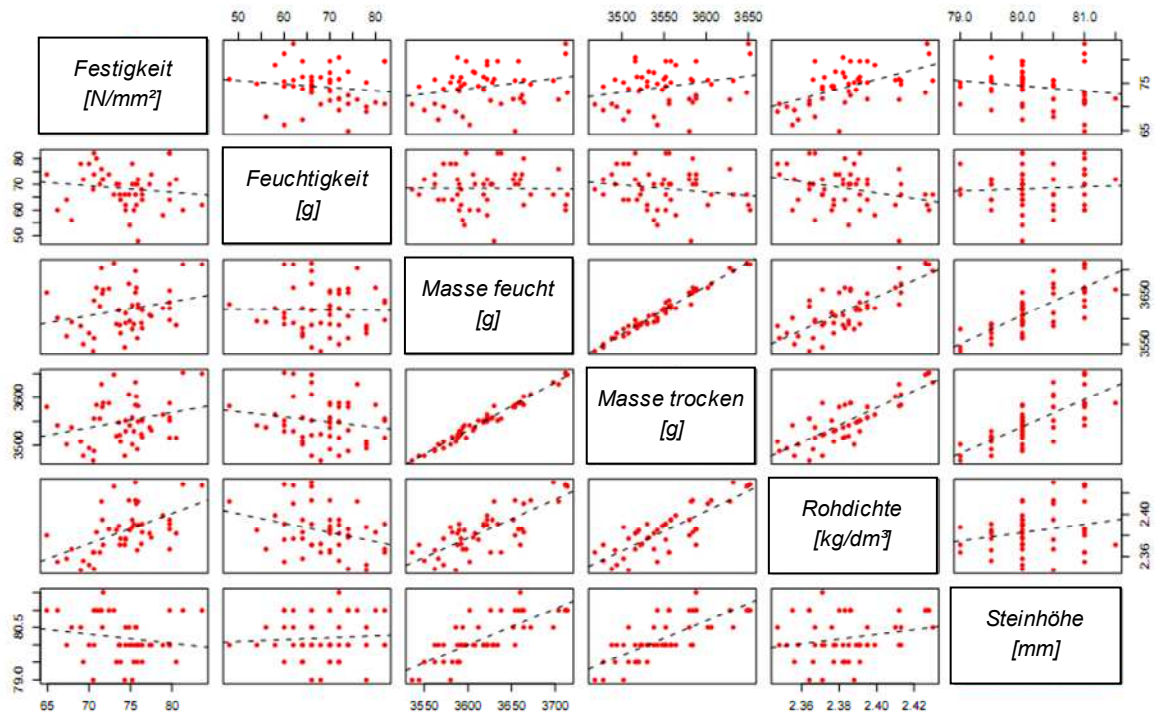 50 60 70 80
3500 3550 3600 3650
79.0 80.0 81.0
Festigkeit
[N/mm²]
65 75
50 60 70 80
Feuchtigkeit
[g]
Masse feucht
[g]
3550 3650
3500 3600
Masse trocken
[g]
Rohdichte
[kg/dm³]
2.36 2.40
79.0 80.5
Steinhöhe
[mm]
65 70 75 80
3550 3600 3650 3700
2.36 2.38 2.40 2.42